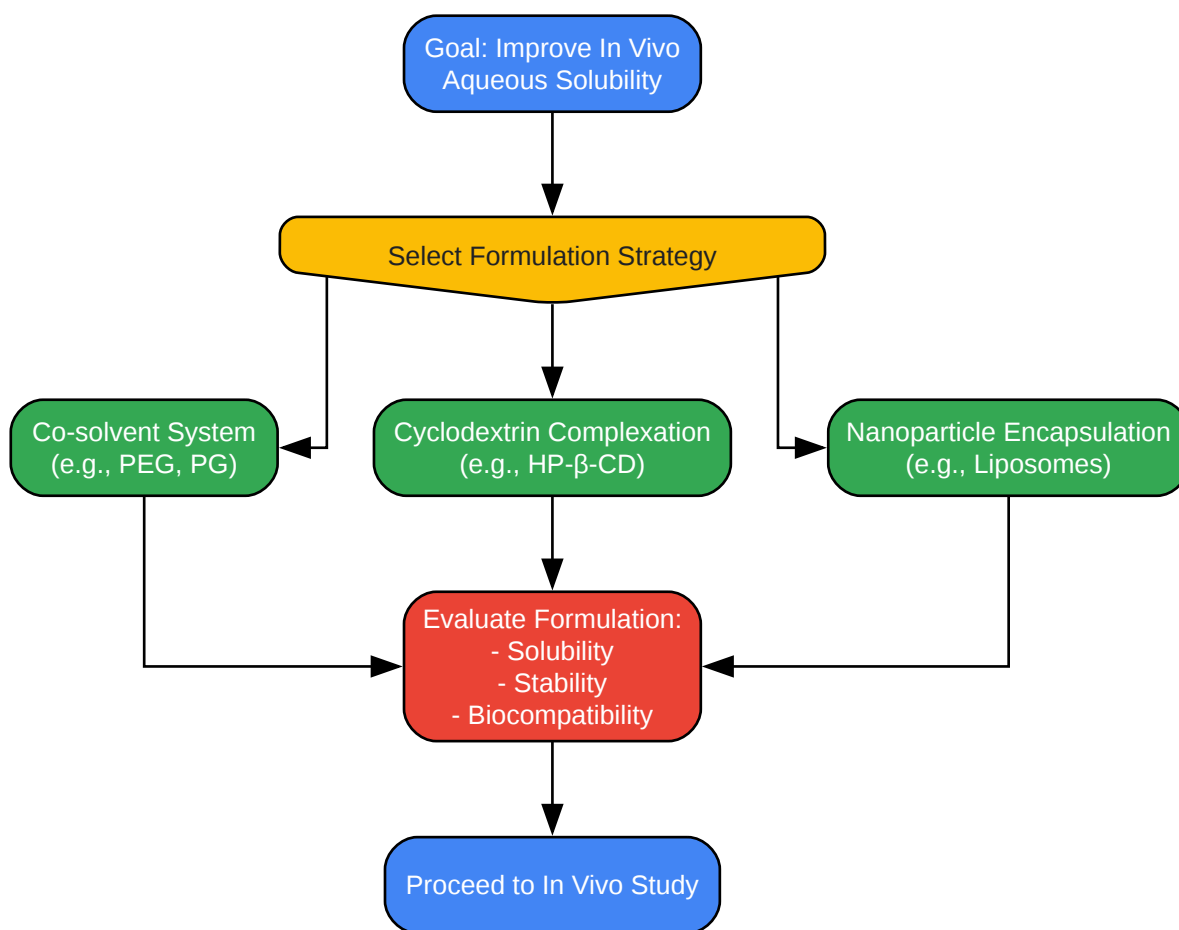 Goal: Improve In Vivo
Aqueous Solubility
Select Formulation Strategy
Co-solvent System
(e.g., PEG, PG)
Cyclodextrin Complexation
(e.g., HP-β-CD)
Nanoparticle Encapsulation
(e.g., Liposomes)
Evaluate Formulation:
- Solubility
- Stability
- Biocompatibility
Proceed to In Vivo Study